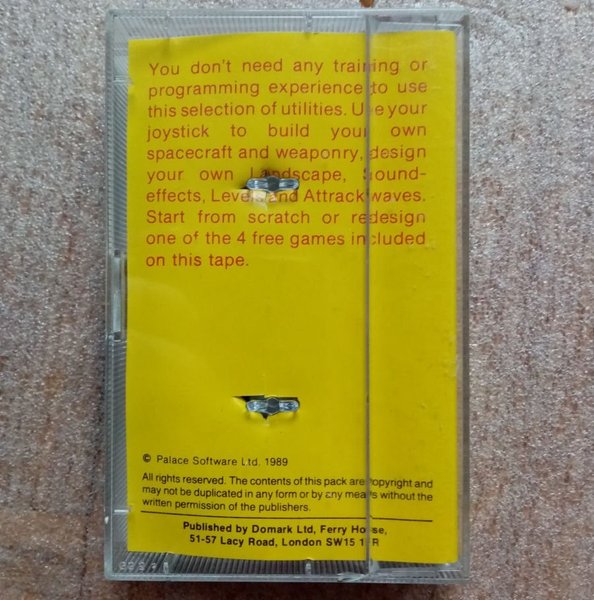 You don't need any training or
programming experience to use
this selection of utilities. Use your
joystick to build your own
spacecraft and weaponry, design
your own Landscape, Sound-
effects, Levels and Attrack waves.
Start from scratch or redesign
one of the 4 free games included
on this tape.
© Palace Software Ltd. 1989
All rights reserved. The contents of this pack are copyright and
may not be duplicated in any form or by any means without the
written permission of the publishers.
Published by Domark Ltd, Ferry House,
51-57 Lacy Road, London SW15